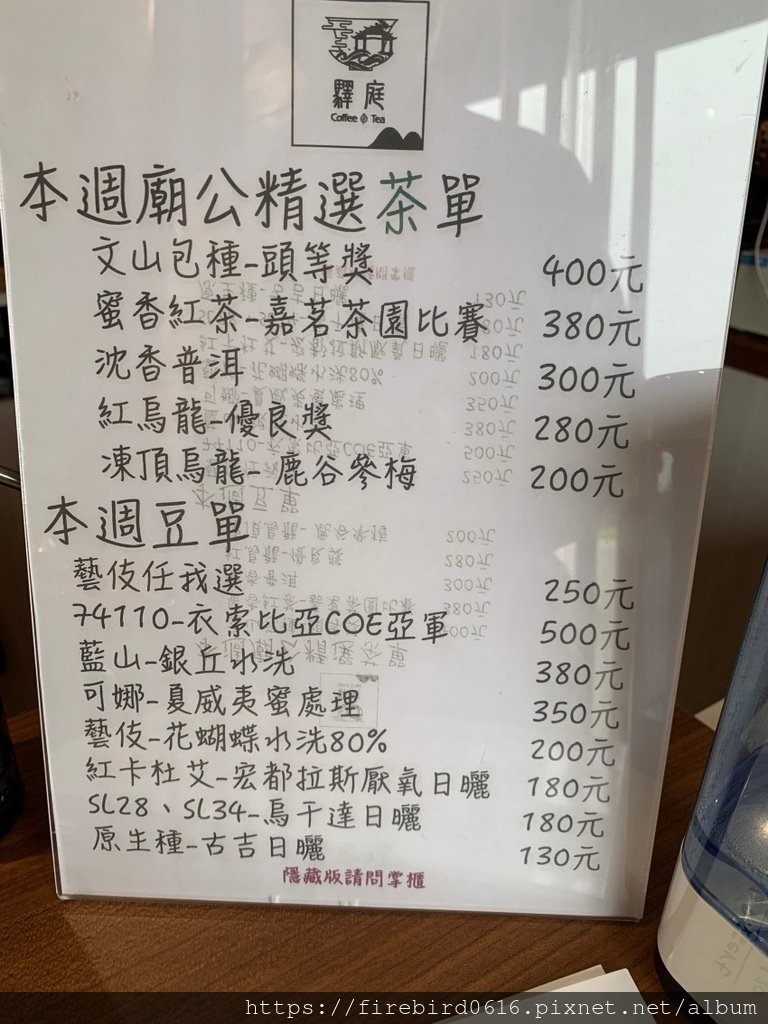 驛庭
Coffee Tea
本週廟公精選茶單
文山包種-頭等獎 400元
蜜香紅茶-嘉茗茶園比賽 380元
沈香普洱 300元
紅烏龍-優良獎 280元
凍頂烏龍-鹿谷參梅 200元
本週豆單
藝伎任我選 250元
74110-衣索比亞COE亞軍 500元
藍山-銀丘水洗 380元
可娜-夏威夷蜜處理 350元
藝伎-花蝴蝶水洗80% 200元
紅卡杜艾-宏都拉斯厭氧日曬 180元
SL28、SL34-烏干達日曬 180元
原生種-古吉日曬 130元
隱藏版請問掌櫃
https://firebird0616.pixnet.net/album